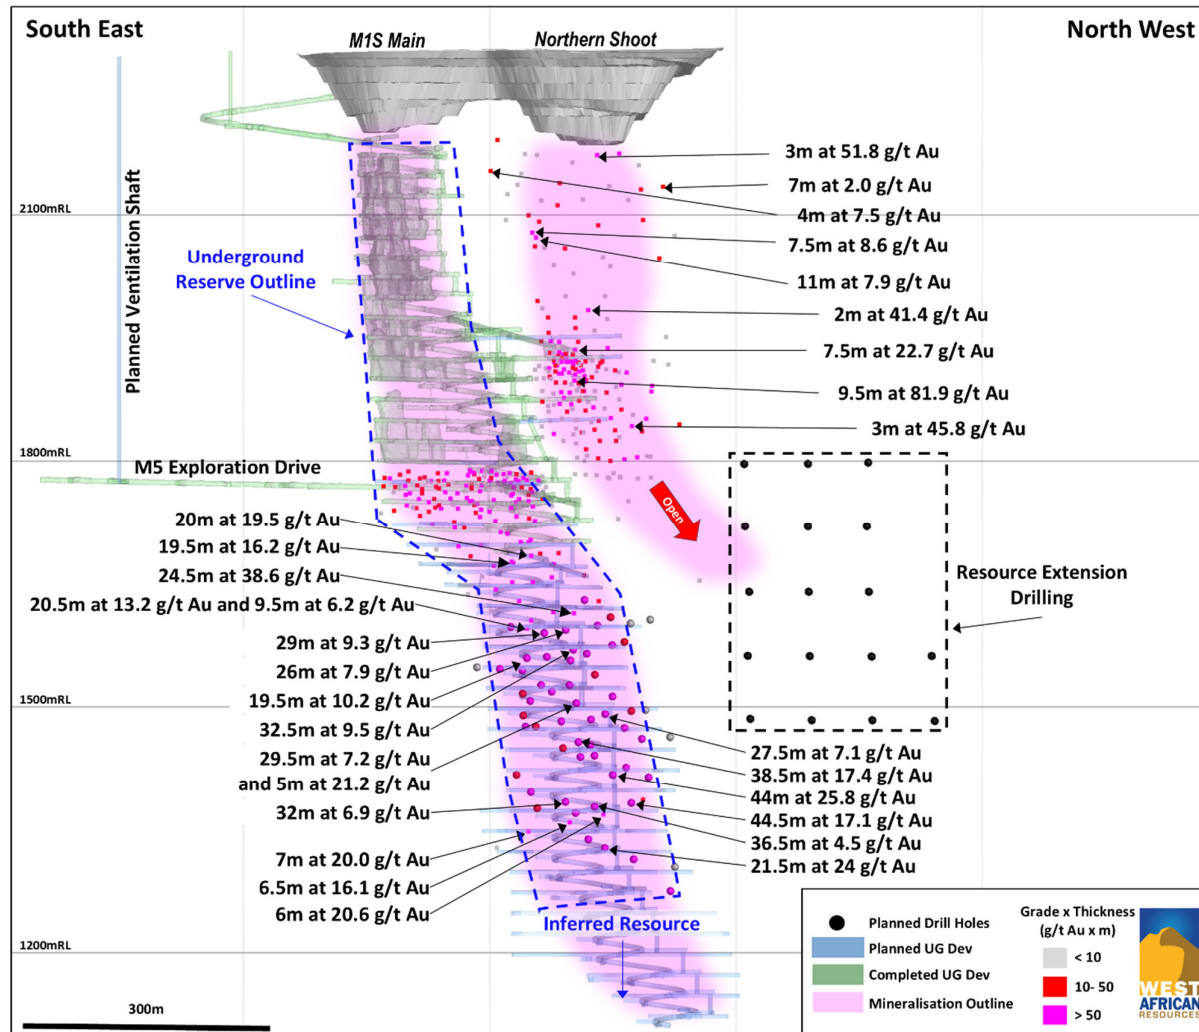 South East
M1S Main
Northern Shoot
North West
3m at 51.8 g/t Au
7m at 2.0 g/t Au
4m at 7.5 g/t Au
7.5m at 8.6 g/t Au
11m at 7.9 g/t Au
2m at 41.4 g/t Au
7.5m at 22.7 g/t Au
9.5m at 81.9 g/t Au
3m at 45.8 g/t Au
2100mRL
Planned Ventilation Shaft
Underground
Reserve Outline
1800mRL
M5 Exploration Drive
Open
Resource Extension
Drilling
20m at 19.5 g/t Au
19.5m at 16.2 g/t Au
24.5m at 38.6 g/t Au
20.5m at 13.2 g/t Au and 9.5m at 6.2 g/t Au
29m at 9.3 g/t Au
26m at 7.9 g/t Au
19.5m at 10.2 g/t Au
1500mRL
32.5m at 9.5 g/t Au
29.5m at 7.2 g/t Au
and 5m at 21.2 g/t Au
32m at 6.9 g/t Au
7m at 20.0 g/t Au
6.5m at 16.1 g/t Au
6m at 20.6 g/t Au
27.5m at 7.1 g/t Au
38.5m at 17.4 g/t Au
44m at 25.8 g/t Au
44.5m at 17.1 g/t Au
36.5m at 4.5 g/t Au
21.5m at 24 g/t Au
Inferred Resource
1200mRL
300m
Planned Drill Holes
Planned UG Dev
Completed UG Dev
Mineralisation Outline
Grade x Thickness
(g/t Au x m)
< 10
10- 50
> 50
WEST
AFRICAN
RESOURCES